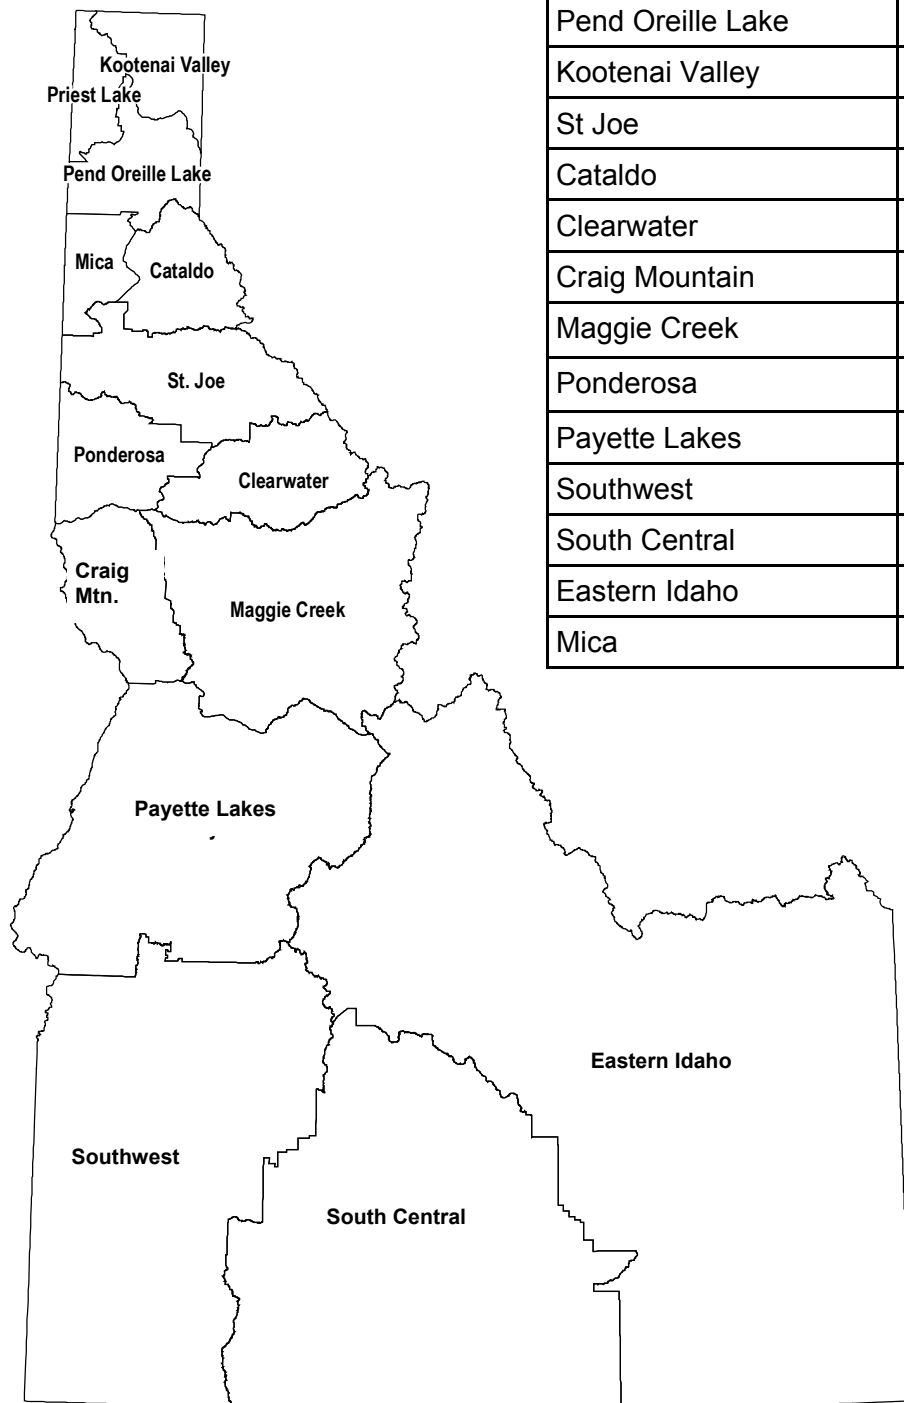 Kootenai Valley
Priest Lake
Pend Oreille Lake
Mica
Cataldo
St. Joe
Ponderosa
Clearwater
Craig
Mtn.
Maggie Creek
Payette Lakes
Eastern Idaho
Southwest
South Central
Pend Oreille Lake
Kootenai Valley
St Joe
Cataldo
Clearwater
Craig Mountain
Maggie Creek
Ponderosa
Payette Lakes
Southwest
South Central
Eastern Idaho
Mica